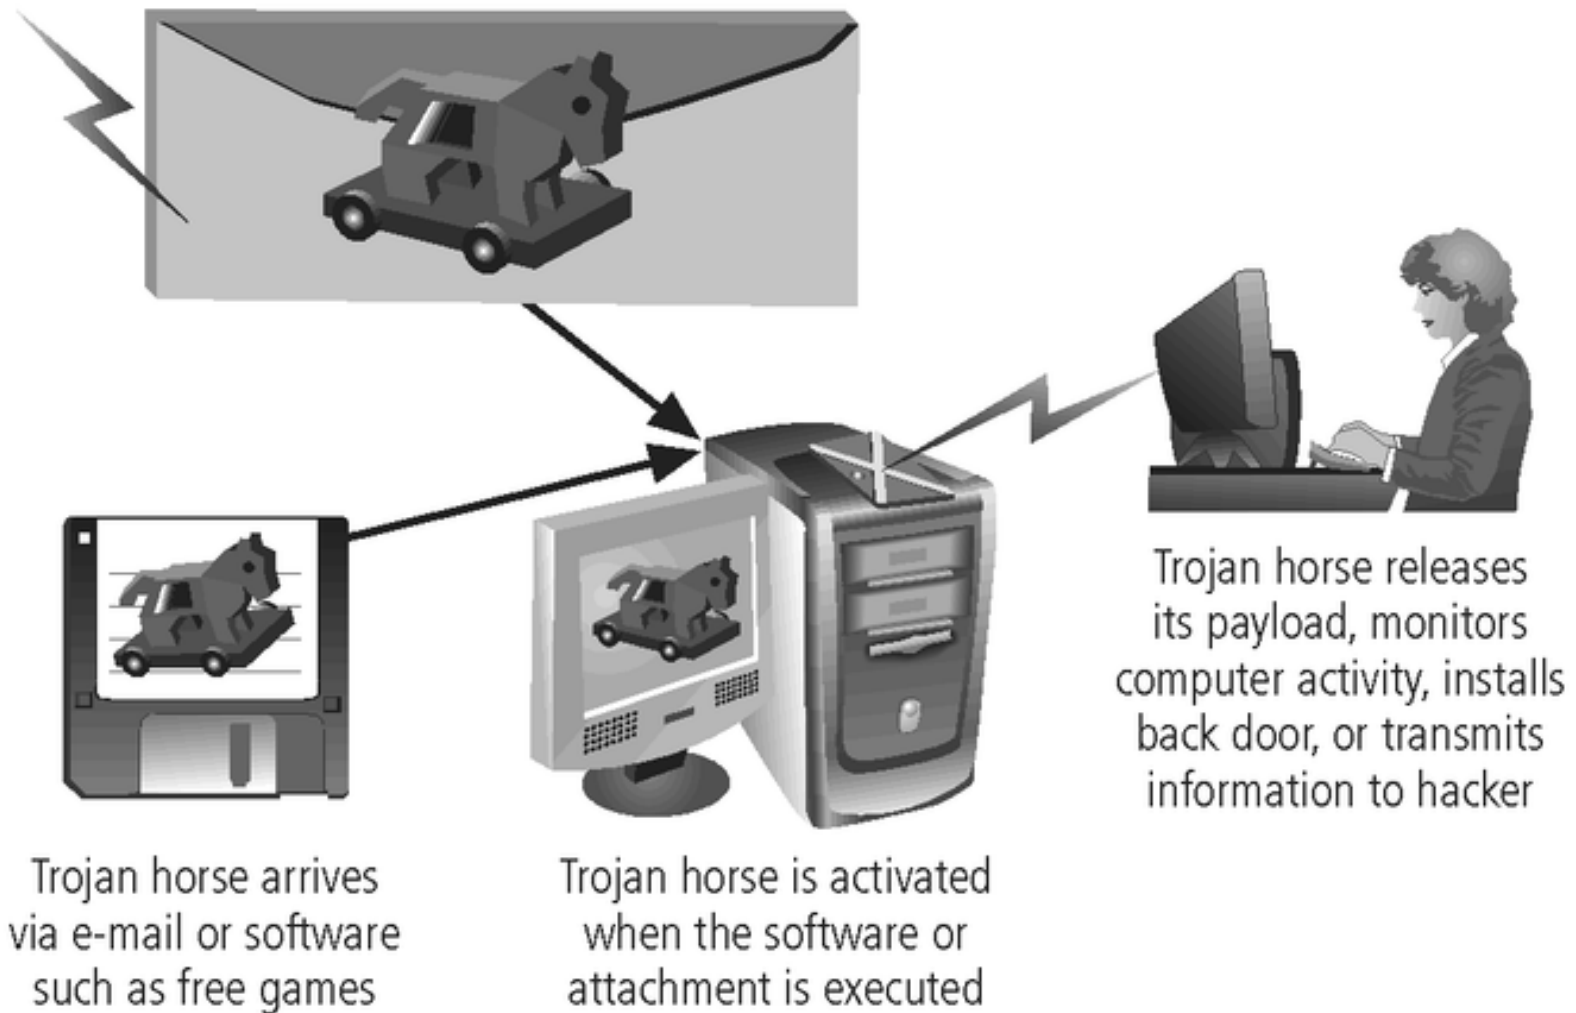 Trojan horse arrives
via e-mail or software
such as free games
Trojan horse is activated
when the software or
attachment is executed
Trojan horse releases
its payload, monitors
computer activity, installs
back door, or transmits
information to hacker